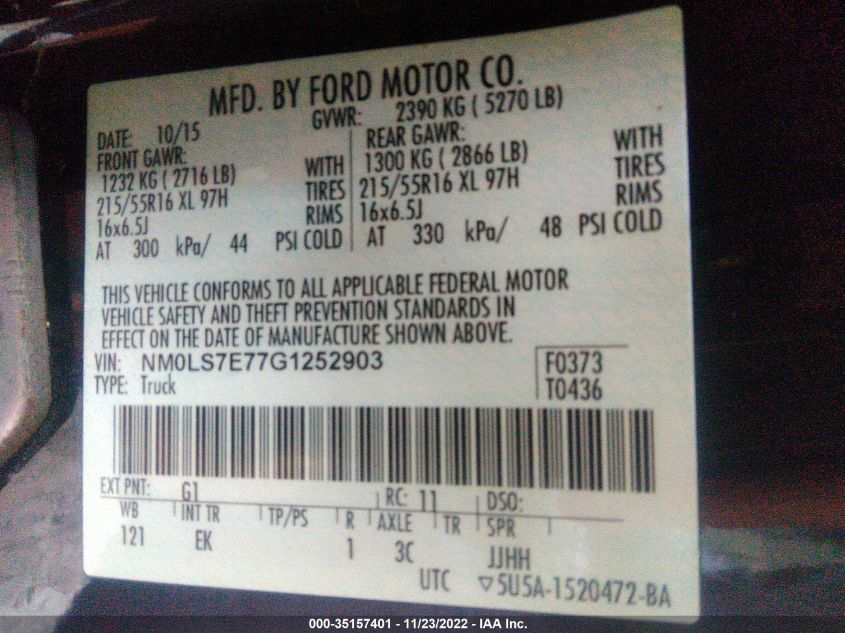 MFD. BY FORD MOTOR CO.
DATE: 10/15 GVWR: 2390 KG ( 5270 LB)
FRONT GAWR: WITH
1232 KG ( 2716 LB) TIRES
215/55R16 XL 97H RIMS
16x6.5J
AT 300 kPa/ 44 PSI COLD
REAR GAWR: WITH
1300 KG ( 2866 LB) TIRES
215/55R16 XL 97H RIMS
16x6.5J
AT 330 kPa/ 48 PSI COLD
THIS VEHICLE CONFORMS TO ALL APPLICABLE FEDERAL MOTOR
VEHICLE SAFETY AND THEFT PREVENTION STANDARDS IN
EFFECT ON THE DATE OF MANUFACTURE SHOWN ABOVE.
VIN: NM0LS7E77G1252903 F0373
TYPE: Truck T0436
EXT PNT: G1 RC: 11 DSO:
WB INT TR TP/PS R AXLE TR SPR
121 EK 1 3C JJHH
UTC ▽5U5A-1520472-BA
000-35157401 - 11/23/2022 - IAA Inc.